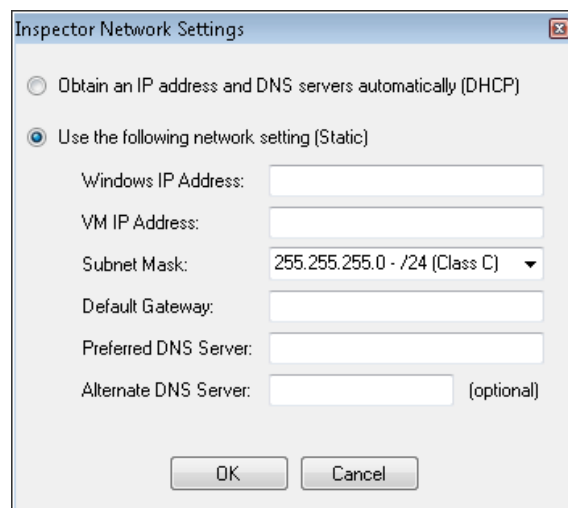 Inspector Network Settings
Obtain an IP address and DNS servers automatically (DHCP)
Use the following network setting (Static)
Windows IP Address:
VM IP Address:
Subnet Mask: 255.255.255.0 - /24 (Class C)
Default Gateway:
Preferred DNS Server:
Alternate DNS Server: (optional)
OK Cancel